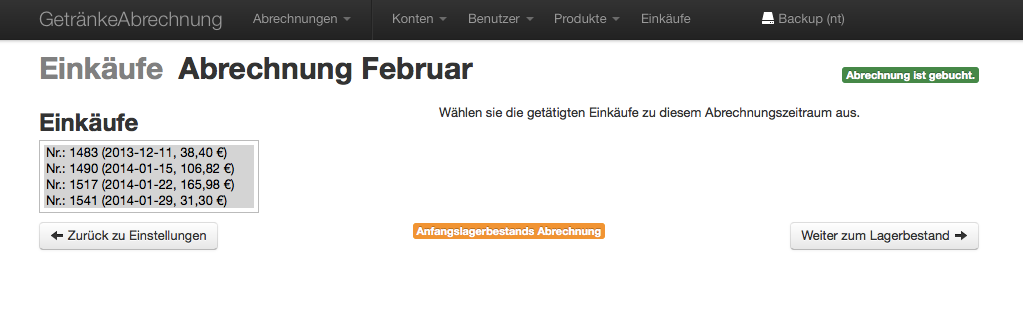 GetränkeAbrechnung Abrechnungen Konten Benutzer Produkte Einkäufe Backup (nt)
Einkäufe Abrechnung Februar
Abrechnung ist gebucht.
Einkäufe
Wählen sie die getätigten Einkäufe zu diesem Abrechnungszeitraum aus.
Nr.: 1483 (2013-12-11, 38,40 €)
Nr.: 1490 (2014-01-15, 106,82 €)
Nr.: 1517 (2014-01-22, 165,98 €)
Nr.: 1541 (2014-01-29, 31,30 €)
Zurück zu Einstellungen
Anfangslagerbestands Abrechnung
Weiter zum Lagerbestand